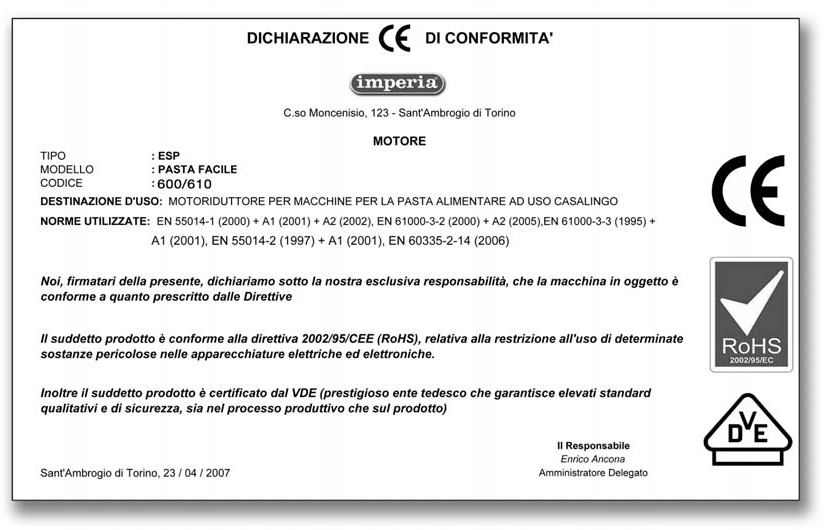 DICHIARAZIONE CE DI CONFORMITA'
imperia
C.so Moncenisio, 123 - Sant'Ambrogio di Torino
MOTORE
TIPO : ESP
MODELLO : PASTA FACILE
CODICE : 600/610
DESTINAZIONE D'USO: MOTORIDUTTORE PER MACCHINE PER LA PASTA ALIMENTARE AD USO CASALINGO
NORME UTILIZZATE: EN 55014-1 (2000) + A1 (2001) + A2 (2002), EN 61000-3-2 (2000) + A2 (2005),EN 61000-3-3 (1995) +
A1 (2001), EN 55014-2 (1997) + A1 (2001), EN 60335-2-14 (2006)
CE
Noi, firmatari della presente, dichiariamo sotto la nostra esclusiva responsabilità, che la macchina in oggetto è
conforme a quanto prescritto dalle Direttive
Il suddetto prodotto è conforme alla direttiva 2002/95/CEE (RoHS), relativa alla restrizione all'uso di determinate
sostanze pericolose nelle apparecchiature elettriche ed elettroniche.
RoHS
2002/95/EC
Inoltre il suddetto prodotto è certificato dal VDE (prestigioso ente tedesco che garantisce elevati standard
qualitativi e di sicurezza, sia nel processo produttivo che sul prodotto)
DVE
Il Responsabile
Enrico Ancona
Amministratore Delegato
Sant'Ambrogio di Torino, 23 / 04 / 2007